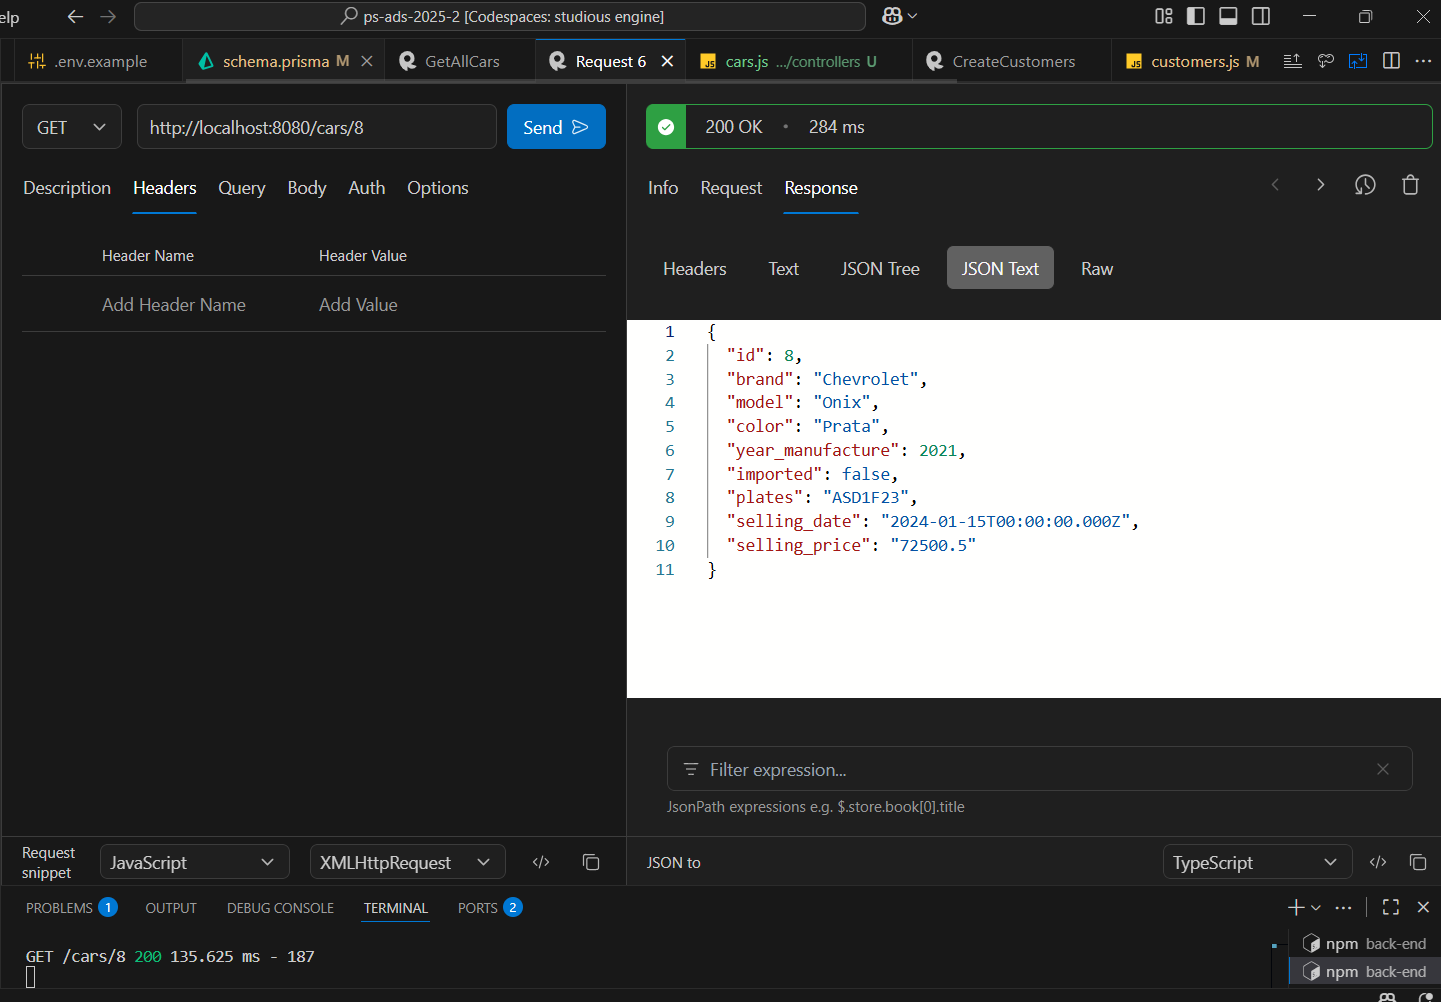 elp
ps-ads-2025-2 [Codespaces: studious engine]
.env.example
schema.prisma M
GetAllCars
Request 6
JS cars.js .../controllers U
CreateCustomers
JS customers.js M
GET
http://localhost:8080/cars/8
Send
200 OK • 284 ms
Description Headers Query Body Auth Options
Info Request Response
Header Name Header Value
Add Header Name Add Value
Headers Text JSON Tree JSON Text Raw
1 {
2 "id": 8,
3 "brand": "Chevrolet",
4 "model": "Onix",
5 "color": "Prata",
6 "year_manufacture": 2021,
7 "imported": false,
8 "plates": "ASD1F23",
9 "selling_date": "2024-01-15T00:00:00.000Z",
10 "selling_price": "72500.5"
11 }
Filter expression...
JsonPath expressions e.g. $.store.book[0].title
Request
snippet
JavaScript
XMLHttpRequest
JSON to
TypeScript
PROBLEMS 1 OUTPUT DEBUG CONSOLE TERMINAL PORTS 2
GET /cars/8 200 135.625 ms - 187
npm back-end
npm back-end